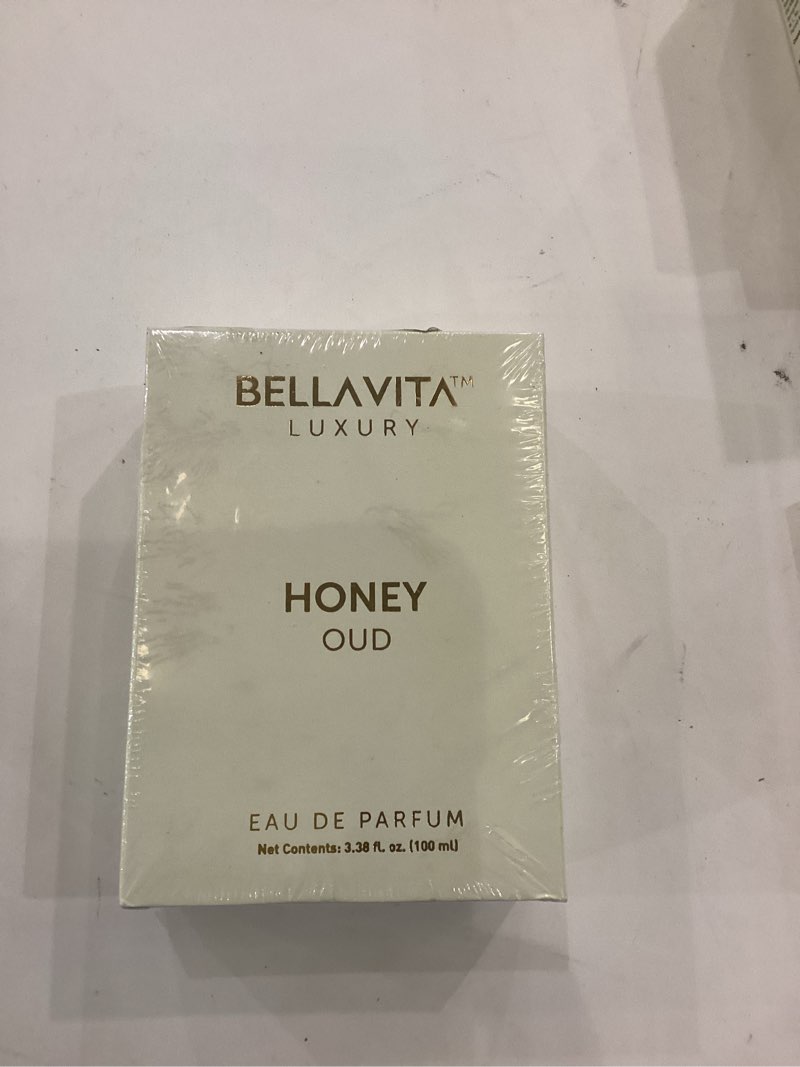 BELLAVITA™
LUXURY
HONEY
OUD
EAU DE PARFUM
Net Contents: 3.38 fl. oz. (100 ml)